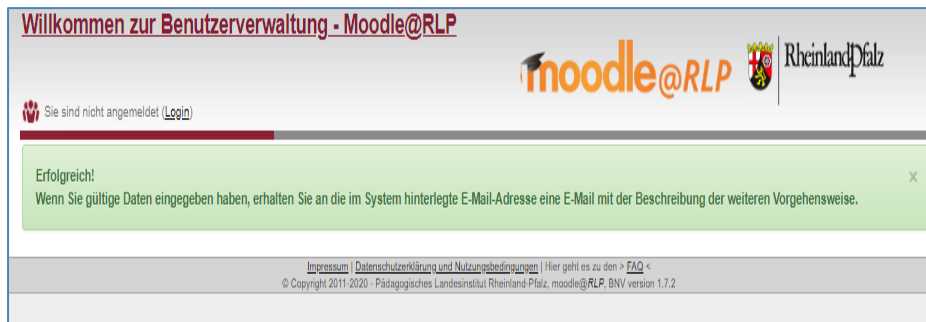 Willkommen zur Benutzerverwaltung - Moodle@RLP
moodle@RLP
RheinlandPfalz
Sie sind nicht angemeldet (Login)
Erfolgreich!
×
Wenn Sie gültige Daten eingegeben haben, erhalten Sie an die im System hinterlegte E-Mail-Adresse eine E-Mail mit der Beschreibung der weiteren Vorgehensweise.
Impressum | Datenschutzerklärung und Nutzungsbedingungen | Hier geht es zu den > FAQ <
© Copyright 2011-2020 - Pädagogisches Landesinstitut Rheinland-Pfalz, moodle@RLP, BNV version 1.7.2